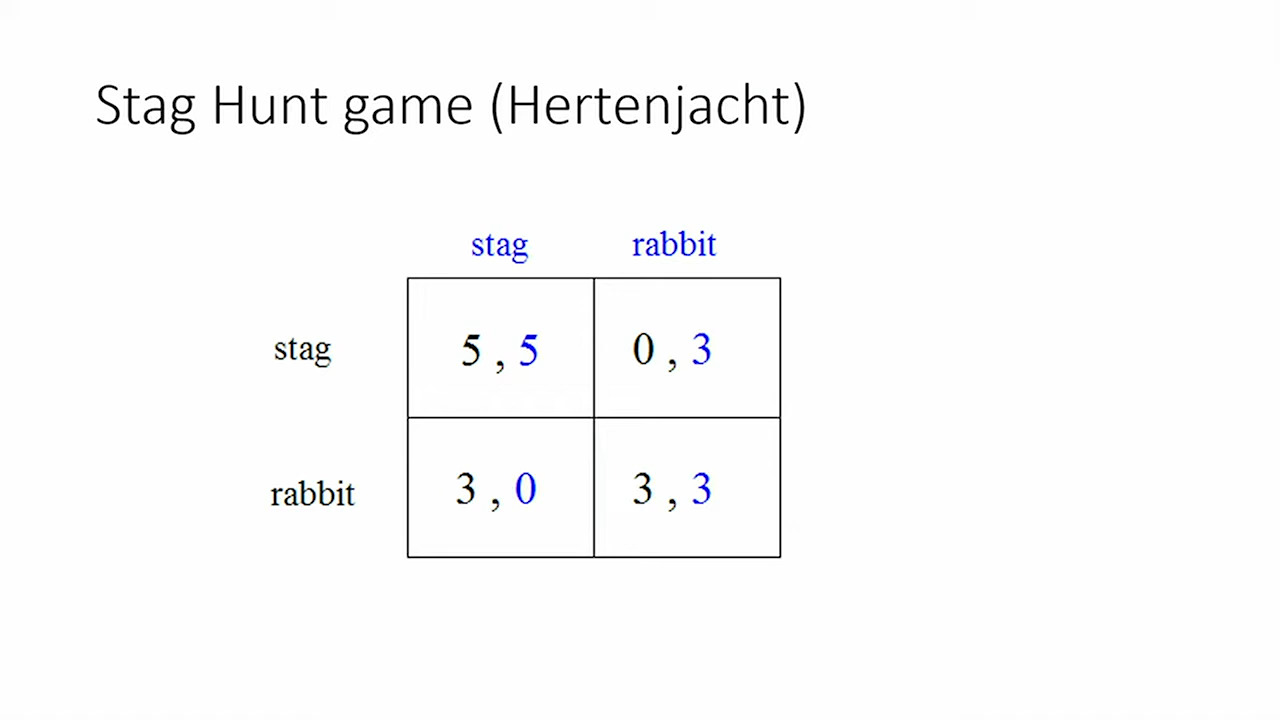 Stag Hunt game (Hertenjacht)
stag rabbit
stag 5 , 5 0 , 3
rabbit 3 , 0 3 , 3